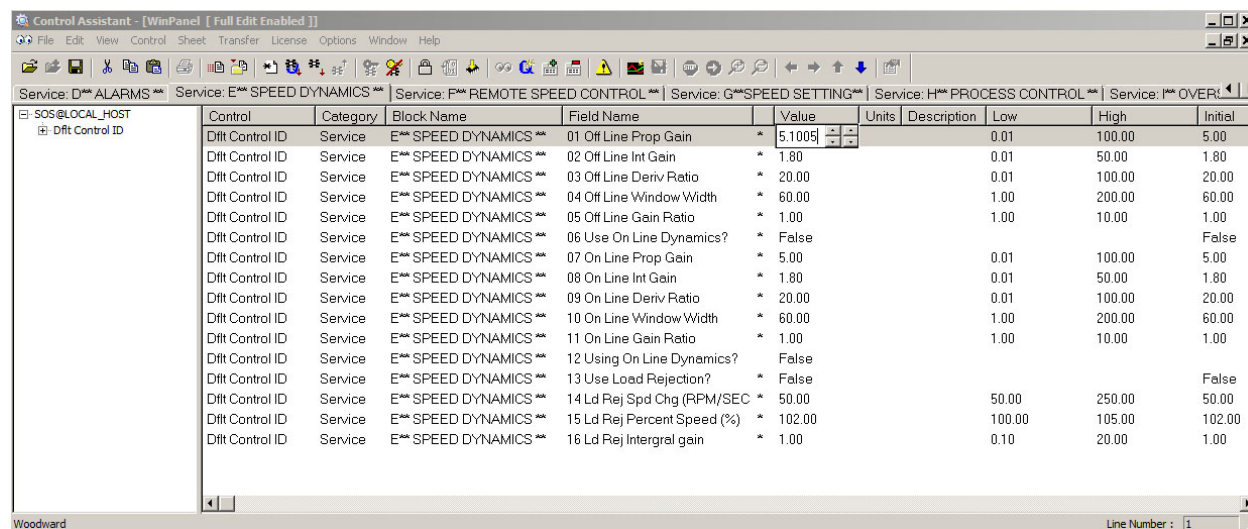 Control Assistant - [WinPanel [ Full Edit Enabled ]]
File Edit View Control Sheet Transfer License Options Window Help
Service: D** ALARMS ** Service: E** SPEED DYNAMICS ** Service: F** REMOTE SPEED CONTROL ** Service: G**SPEED SETTING** Service: H** PROCESS CONTROL ** Service: I** OVERS
SOS@LOCAL_HOST
Dflt Control ID
Control Category Block Name Field Name Value Units Description Low High Initial
Dflt Control ID Service E** SPEED DYNAMICS ** 01 Off Line Prop Gain * 5.1005 0.01 100.00 5.00
Dflt Control ID Service E** SPEED DYNAMICS ** 02 Off Line Int Gain * 1.80 0.01 50.00 1.80
Dflt Control ID Service E** SPEED DYNAMICS ** 03 Off Line Deriv Ratio * 20.00 0.01 100.00 20.00
Dflt Control ID Service E** SPEED DYNAMICS ** 04 Off Line Window Width * 60.00 1.00 200.00 60.00
Dflt Control ID Service E** SPEED DYNAMICS ** 05 Off Line Gain Ratio * 1.00 1.00 10.00 1.00
Dflt Control ID Service E** SPEED DYNAMICS ** 06 Use On Line Dynamics? * False False
Dflt Control ID Service E** SPEED DYNAMICS ** 07 On Line Prop Gain * 5.00 0.01 100.00 5.00
Dflt Control ID Service E** SPEED DYNAMICS ** 08 On Line Int Gain * 1.80 0.01 50.00 1.80
Dflt Control ID Service E** SPEED DYNAMICS ** 09 On Line Deriv Ratio * 20.00 0.01 100.00 20.00
Dflt Control ID Service E** SPEED DYNAMICS ** 10 On Line Window Width * 60.00 1.00 200.00 60.00
Dflt Control ID Service E** SPEED DYNAMICS ** 11 On Line Gain Ratio * 1.00 1.00 10.00 1.00
Dflt Control ID Service E** SPEED DYNAMICS ** 12 Using On Line Dynamics? False
Dflt Control ID Service E** SPEED DYNAMICS ** 13 Use Load Rejection? * False False
Dflt Control ID Service E** SPEED DYNAMICS ** 14 Ld Rej Spd Chg (RPM/SEC * 50.00 50.00 250.00 50.00
Dflt Control ID Service E** SPEED DYNAMICS ** 15 Ld Rej Percent Speed (%) * 102.00 100.00 105.00 102.00
Dflt Control ID Service E** SPEED DYNAMICS ** 16 Ld Rej Intergral gain * 1.00 0.10 20.00 1.00
Woodward Line Number : 1